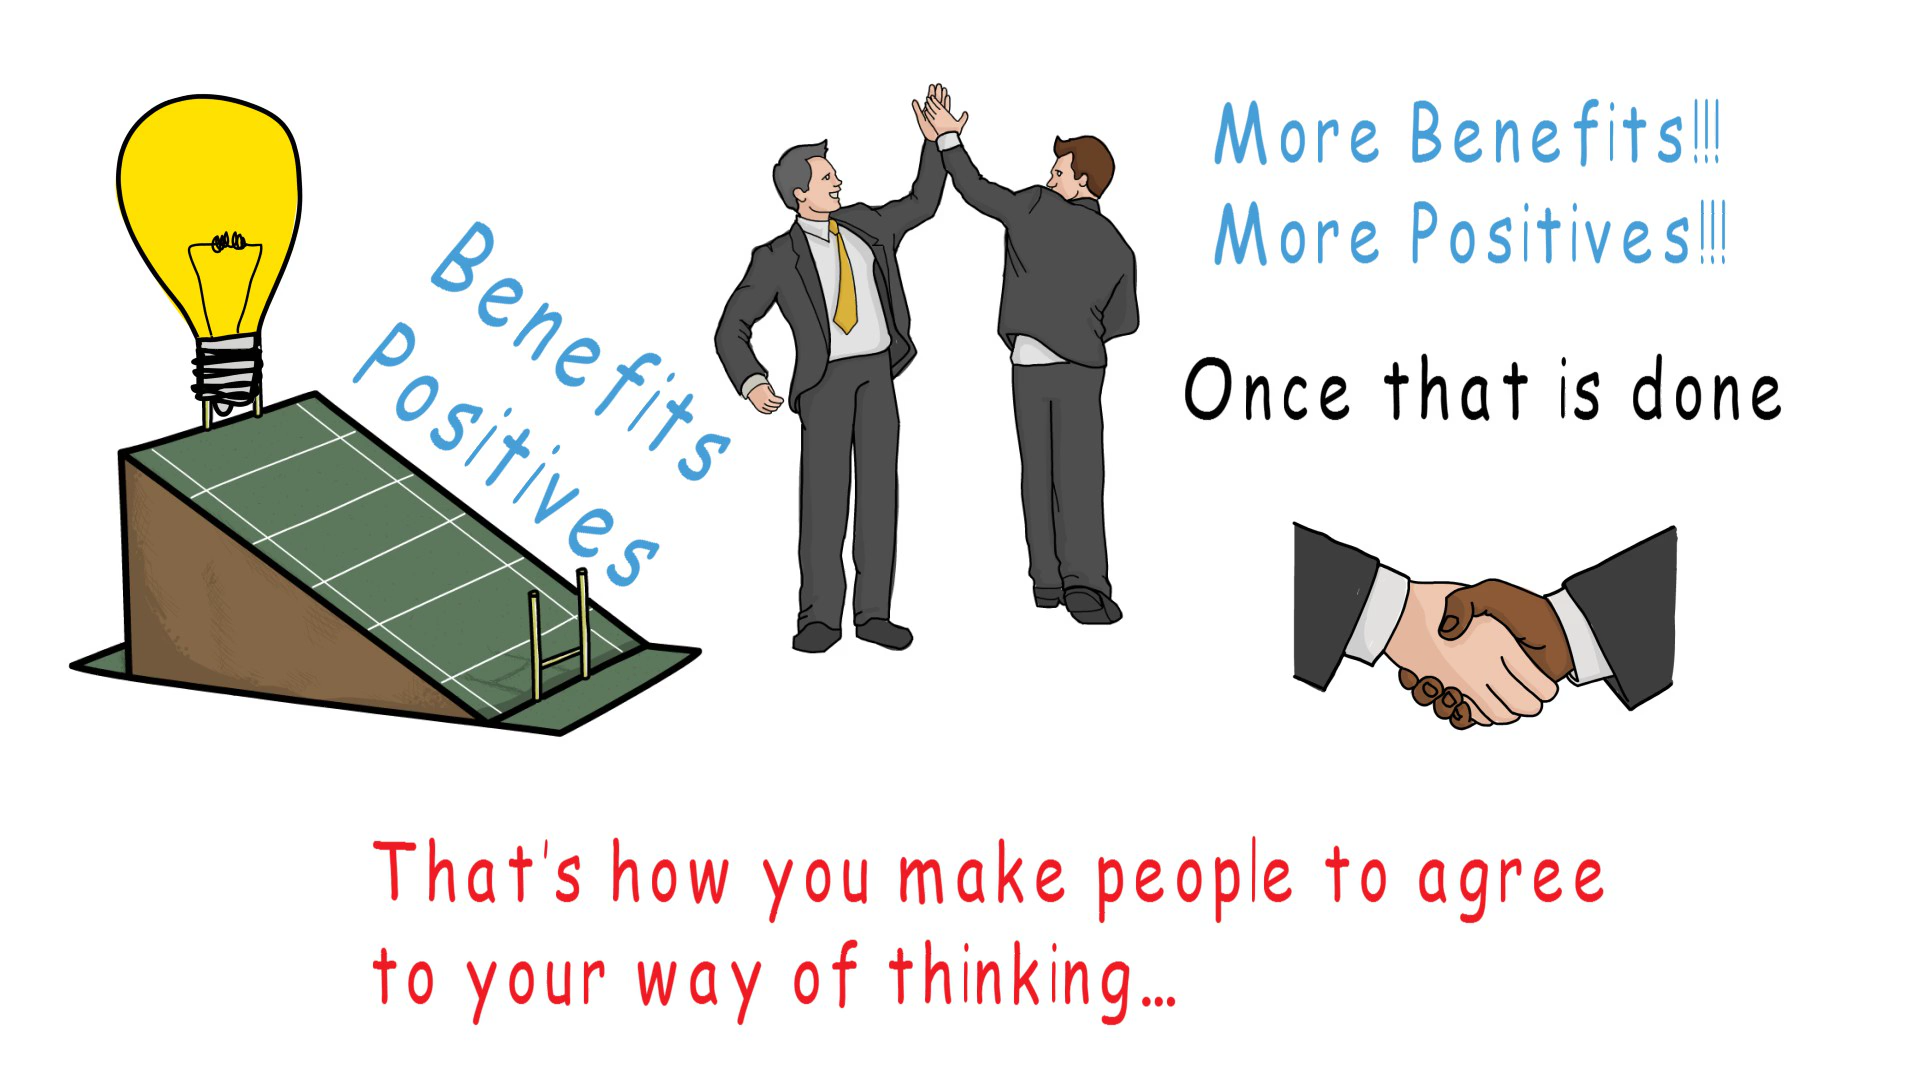 Benefits
Positives
More Benefits!!!
More Positives!!!
Once that is done
That's how you make people to agree
to your way of thinking...